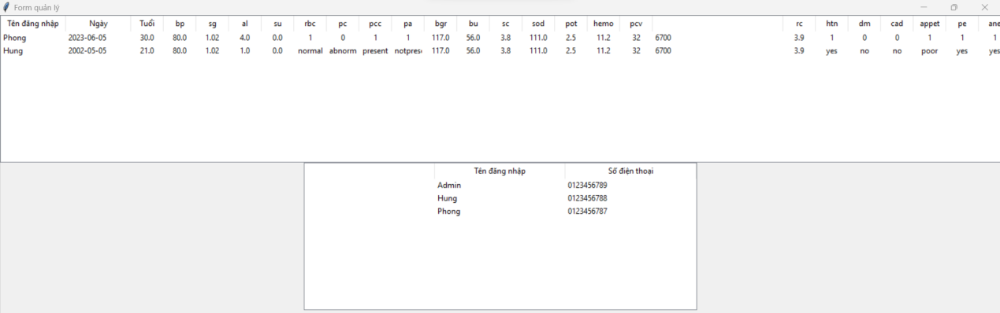 Form quản lý
Tên đăng nhập Ngày Tuổi bp sg al su rbc pc pcc pa bgr bu sc sod pot hemo pcv rc htn dm cad appet pe ane
Phong 2023-06-05 30.0 80.0 1.02 4.0 0.0 1 0 1 1 117.0 56.0 3.8 111.0 2.5 11.2 32 6700 3.9 1 0 0 1 1 1
Hung 2002-05-05 21.0 80.0 1.02 1.0 0.0 normal abnorm present notprese 117.0 56.0 3.8 111.0 2.5 11.2 32 6700 3.9 yes no no poor yes yes
Tên đăng nhập Số điện thoại
Admin 0123456789
Hung 0123456788
Phong 0123456787